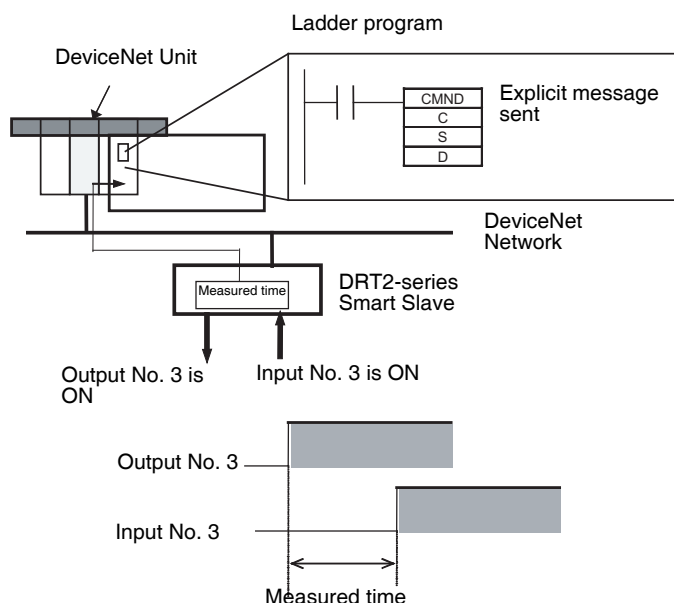 Ladder program
DeviceNet Unit
CMND
C
S
D
Explicit message
sent
DeviceNet
Network
Measured time
DRT2-series
Smart Slave
Output No. 3 is
ON
Input No. 3 is ON
Output No. 3
Input No. 3
Measured time